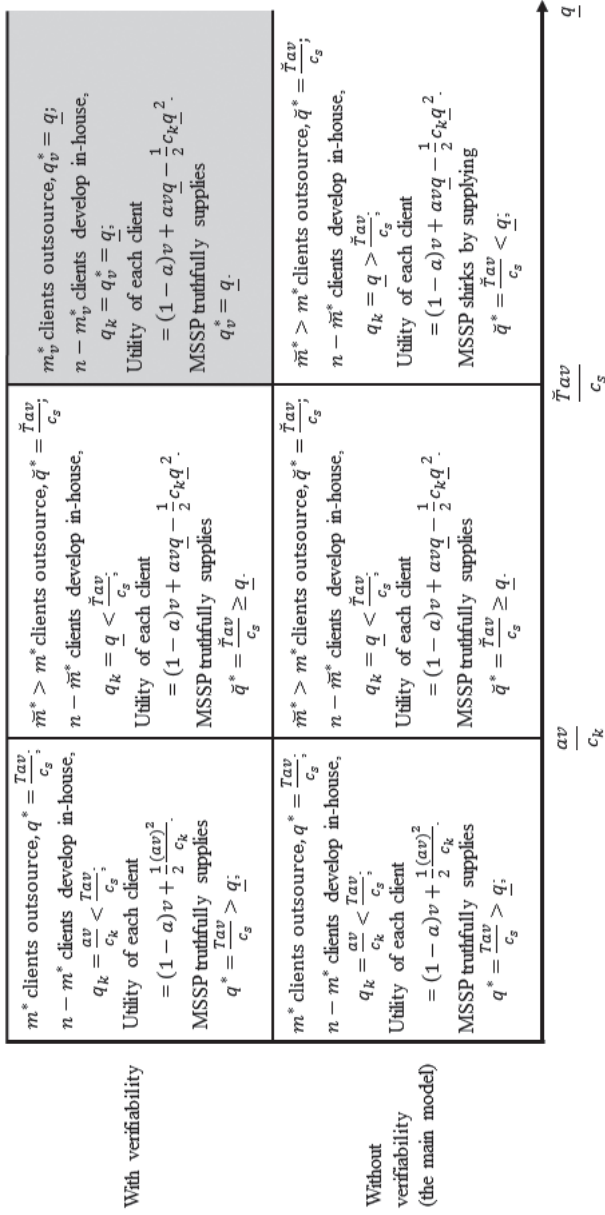 With verifiability
m* clients outsource, q* = Tav/c_s;
n − m* clients develop in-house,
q_k = av/c_k < Tav/c_s;
Utility of each client
= (1 − a)v + 1/2 (av)²/c_k.
MSSP truthfully supplies
q* = Tav/c_s > q̲;
m̆* > m* clients outsource, q̆* = T̆av/c_s;
n − m̆* clients develop in-house,
q_k = q̲ < T̆av/c_s;
Utility of each client
= (1 − a)v + avq̲ − 1/2 c_k q̲².
MSSP truthfully supplies
q̆* = T̆av/c_s ≥ q̲.
m_v* clients outsource, q_v* = q̲;
n − m_v* clients develop in-house,
q_k = q_v* = q̲;
Utility of each client
= (1 − a)v + avq̲ − 1/2 c_k q̲².
MSSP truthfully supplies
q_v* = q̲.
Without
verifiability
(the main model)
m* clients outsource, q* = Tav/c_s;
n − m* clients develop in-house,
q_k = av/c_k < Tav/c_s;
Utility of each client
= (1 − a)v + 1/2 (av)²/c_k.
MSSP truthfully supplies
q* = Tav/c_s > q̲;
m̆* > m* clients outsource, q̆* = T̆av/c_s;
n − m̆* clients develop in-house,
q_k = q̲ < T̆av/c_s;
Utility of each client
= (1 − a)v + avq̲ − 1/2 c_k q̲².
MSSP truthfully supplies
q̆* = T̆av/c_s ≥ q̲.
m̆* > m* clients outsource, q̆* = T̆av/c_s;
n − m̆* clients develop in-house,
q_k = q̲ > T̆av/c_s;
Utility of each client
= (1 − a)v + avq̲ − 1/2 c_k q̲².
MSSP shirks by supplying
q̆* = T̆av/c_s < q̲;
av/c_k
T̆av/c_s
q̲